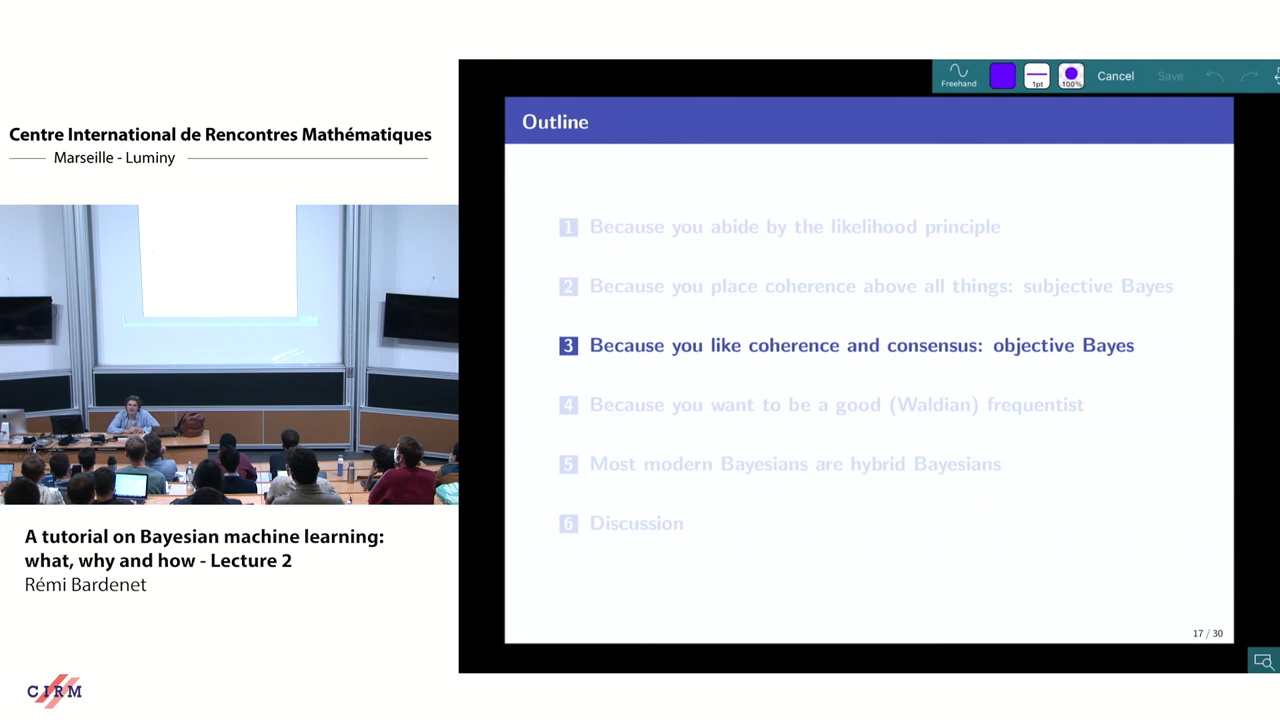 Centre International de Rencontres Mathématiques
Marseille - Luminy
A tutorial on Bayesian machine learning:
what, why and how - Lecture 2
Rémi Bardenet
CIRM
Freehand
1pt
100%
Cancel
Save
Outline
1 Because you abide by the likelihood principle
2 Because you place coherence above all things: subjective Bayes
3 Because you like coherence and consensus: objective Bayes
4 Because you want to be a good (Waldian) frequentist
5 Most modern Bayesians are hybrid Bayesians
6 Discussion
17 / 30